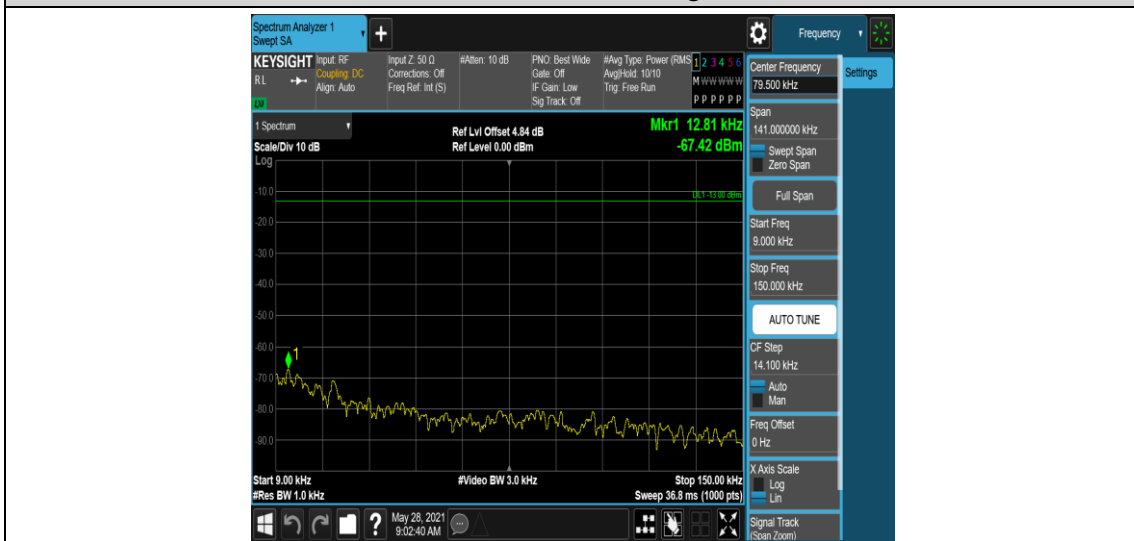 Spectrum Analyzer 1
Swept SA
Frequency
KEYSIGHT
Input: RF
Coupling: DC
Align: Auto
Input Z: 50 Ω
Corrections: Off
Freq Ref: Int (S)
#Atten: 10 dB
PNO: Best Wide
Gate: Off
IF Gain: Low
Sig Track: Off
#Avg Type: Power (RMS
Avg|Hold: 10/10
Trig: Free Run
1 2 3 4 5 6
M W W W W W
P P P P P P
R L
LXI
1 Spectrum
Scale/Div 10 dB
Ref Lvl Offset 4.84 dB
Ref Level 0.00 dBm
Mkr1 12.81 kHz
-67.42 dBm
Log
DL1 -13.00 dBm
-10.0
-20.0
-30.0
-40.0
-50.0
-60.0
-70.0
-80.0
-90.0
1
Start 9.00 kHz
#Res BW 1.0 kHz
#Video BW 3.0 kHz
Stop 150.00 kHz
Sweep 36.8 ms (1000 pts)
?
May 28, 2021
9:02:40 AM
Center Frequency
79.500 kHz
Settings
Span
141.000000 kHz
Swept Span
Zero Span
Full Span
Start Freq
9.000 kHz
Stop Freq
150.000 kHz
AUTO TUNE
CF Step
14.100 kHz
Auto
Man
Freq Offset
0 Hz
X Axis Scale
Log
Lin
Signal Track
(Span Zoom)